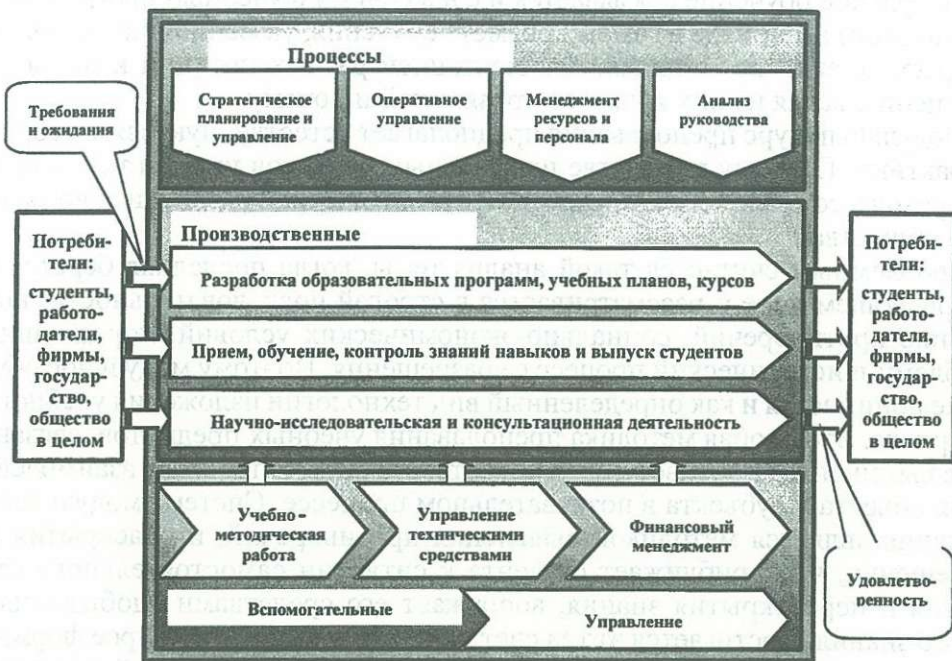 Процессы
Требования
и ожидания
Стратегическое
планирование и
управление
Оперативное
управление
Менеджмент
ресурсов и
персонала
Анализ
руководства
Потреби-
тели:
студенты,
работо-
датели,
фирмы,
государ-
ство,
общество
в целом
Производственные
Разработка образовательных программ, учебных планов, курсов
Прием, обучение, контроль знаний навыков и выпуск студентов
Научно-исследовательская и консультационная деятельность
Потреби-
тели:
студенты,
работо-
датели,
фирмы,
государ-
ство,
общество
в целом
Учебно-
методическая
работа
Управление
техническими
средствами
Финансовый
менеджмент
Вспомогательные
Управление
Удовлетво-
ренность